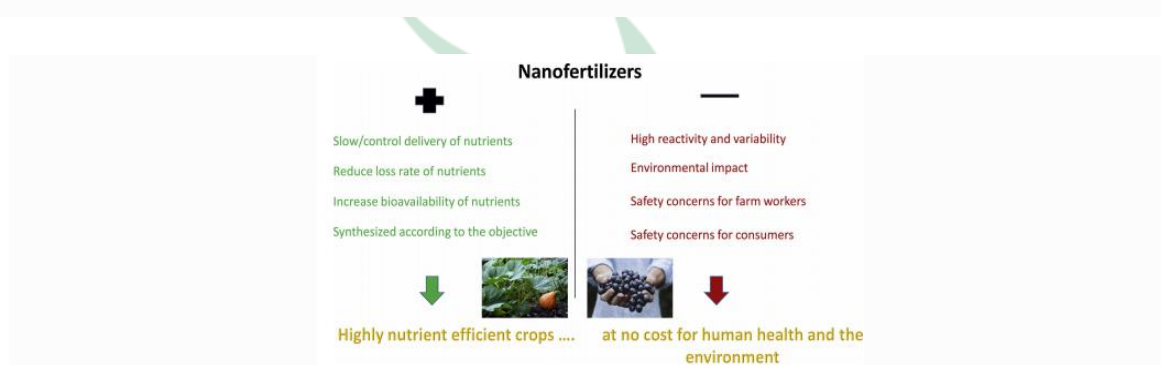 Nanofertilizers
Slow/control delivery of nutrients
Reduce loss rate of nutrients
Increase bioavailability of nutrients
Synthesized according to the objective
High reactivity and variability
Environmental impact
Safety concerns for farm workers
Safety concerns for consumers
Highly nutrient efficient crops ....
at no cost for human health and the
environment